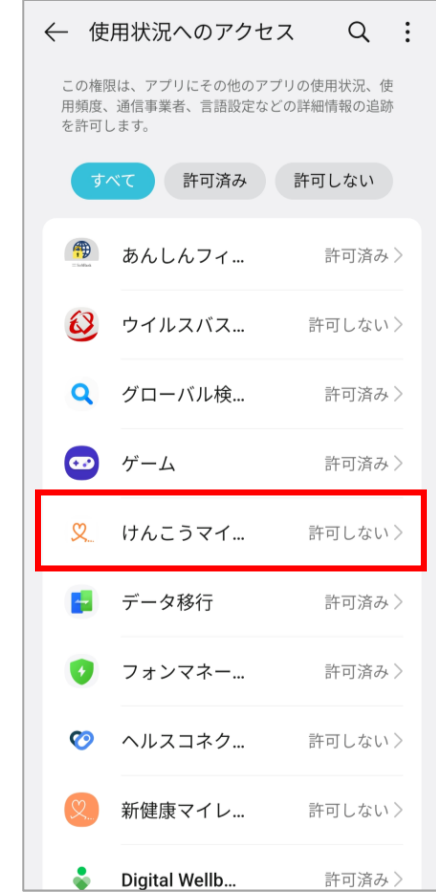 使用状況へのアクセス
この権限は、アプリにその他のアプリの使用状況、使
用頻度、通信事業者、言語設定などの詳細情報の追跡
を許可します。
すべて 許可済み 許可しない
あんしんフィ... 許可済み
ウイルスバス... 許可しない
グローバル検... 許可済み
ゲーム 許可済み
けんこうマイ... 許可しない
データ移行 許可済み
フォンマネー... 許可済み
ヘルスコネク... 許可しない
新健康マイレ... 許可しない
Digital Wellb... 許可済み